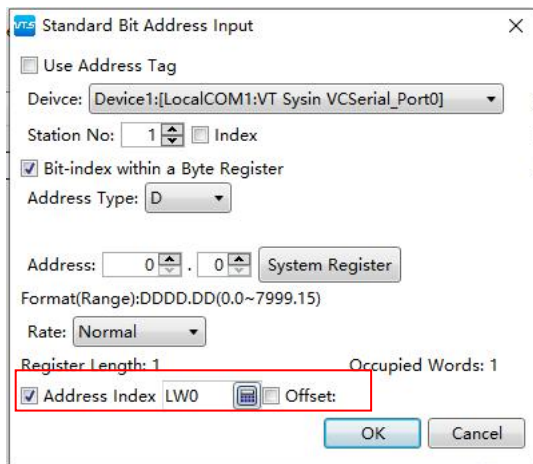 VTS Standard Bit Address Input
Use Address Tag
Deivce: Device1:[LocalCOM1:VT Sysin VCSerial_Port0]
Station No: 1 Index
Bit-index within a Byte Register
Address Type: D
Address: 0 . 0 System Register
Format(Range):DDDD.DD(0.0~7999.15)
Rate: Normal
Register Length: 1 Occupied Words: 1
Address Index LW0 Offset:
OK Cancel